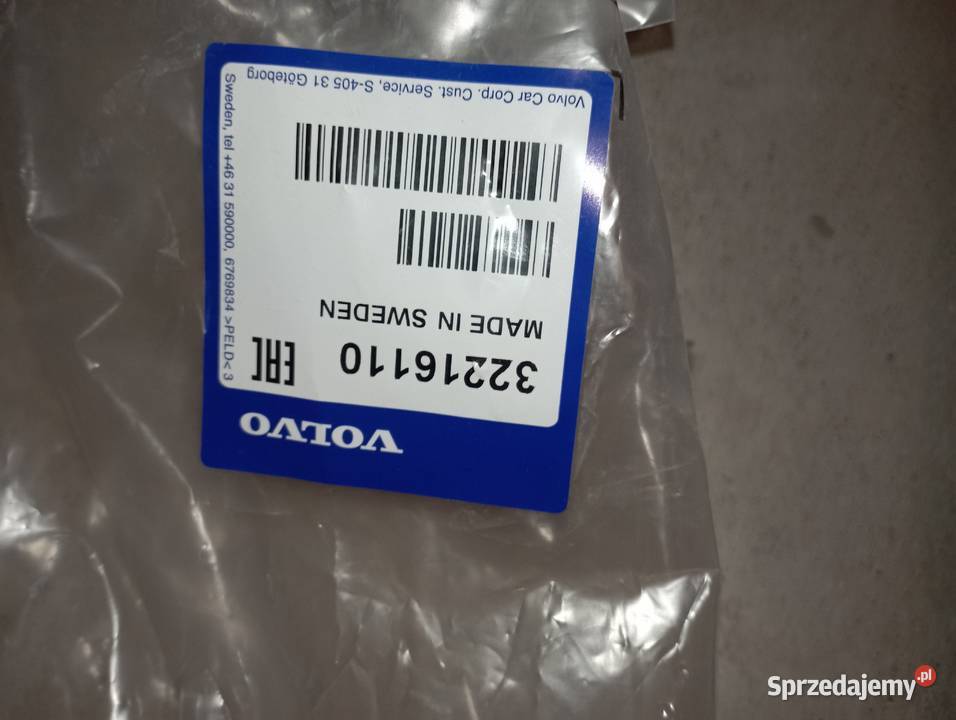 VOLVO
32216110
EAC
MADE IN SWEDEN
Volvo Car Corp. Cust. Service, S-405 31 Göteborg
Sweden, tel +46 31 590000, 6769834 >PELD< 3
Sprzedajemy.pl